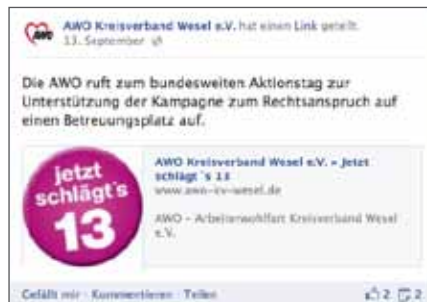 AWO Kreisverband Wesel e.V. hat einen Link geteilt.
13. September
Die AWO ruft zum bundesweiten Aktionstag zur
Unterstützung der Kampagne zum Rechtsanspruch auf
einen Betreuungsplatz auf.
jetzt
schlägt's
13
AWO Kreisverband Wesel e.V. » Jetzt
schlägt `s 13
www.awo-kv-wesel.de
AWO - Arbeiterwohlfart Kreisverband Wesel
e.V.
Gefällt mir · Kommentieren · Teilen
2 2